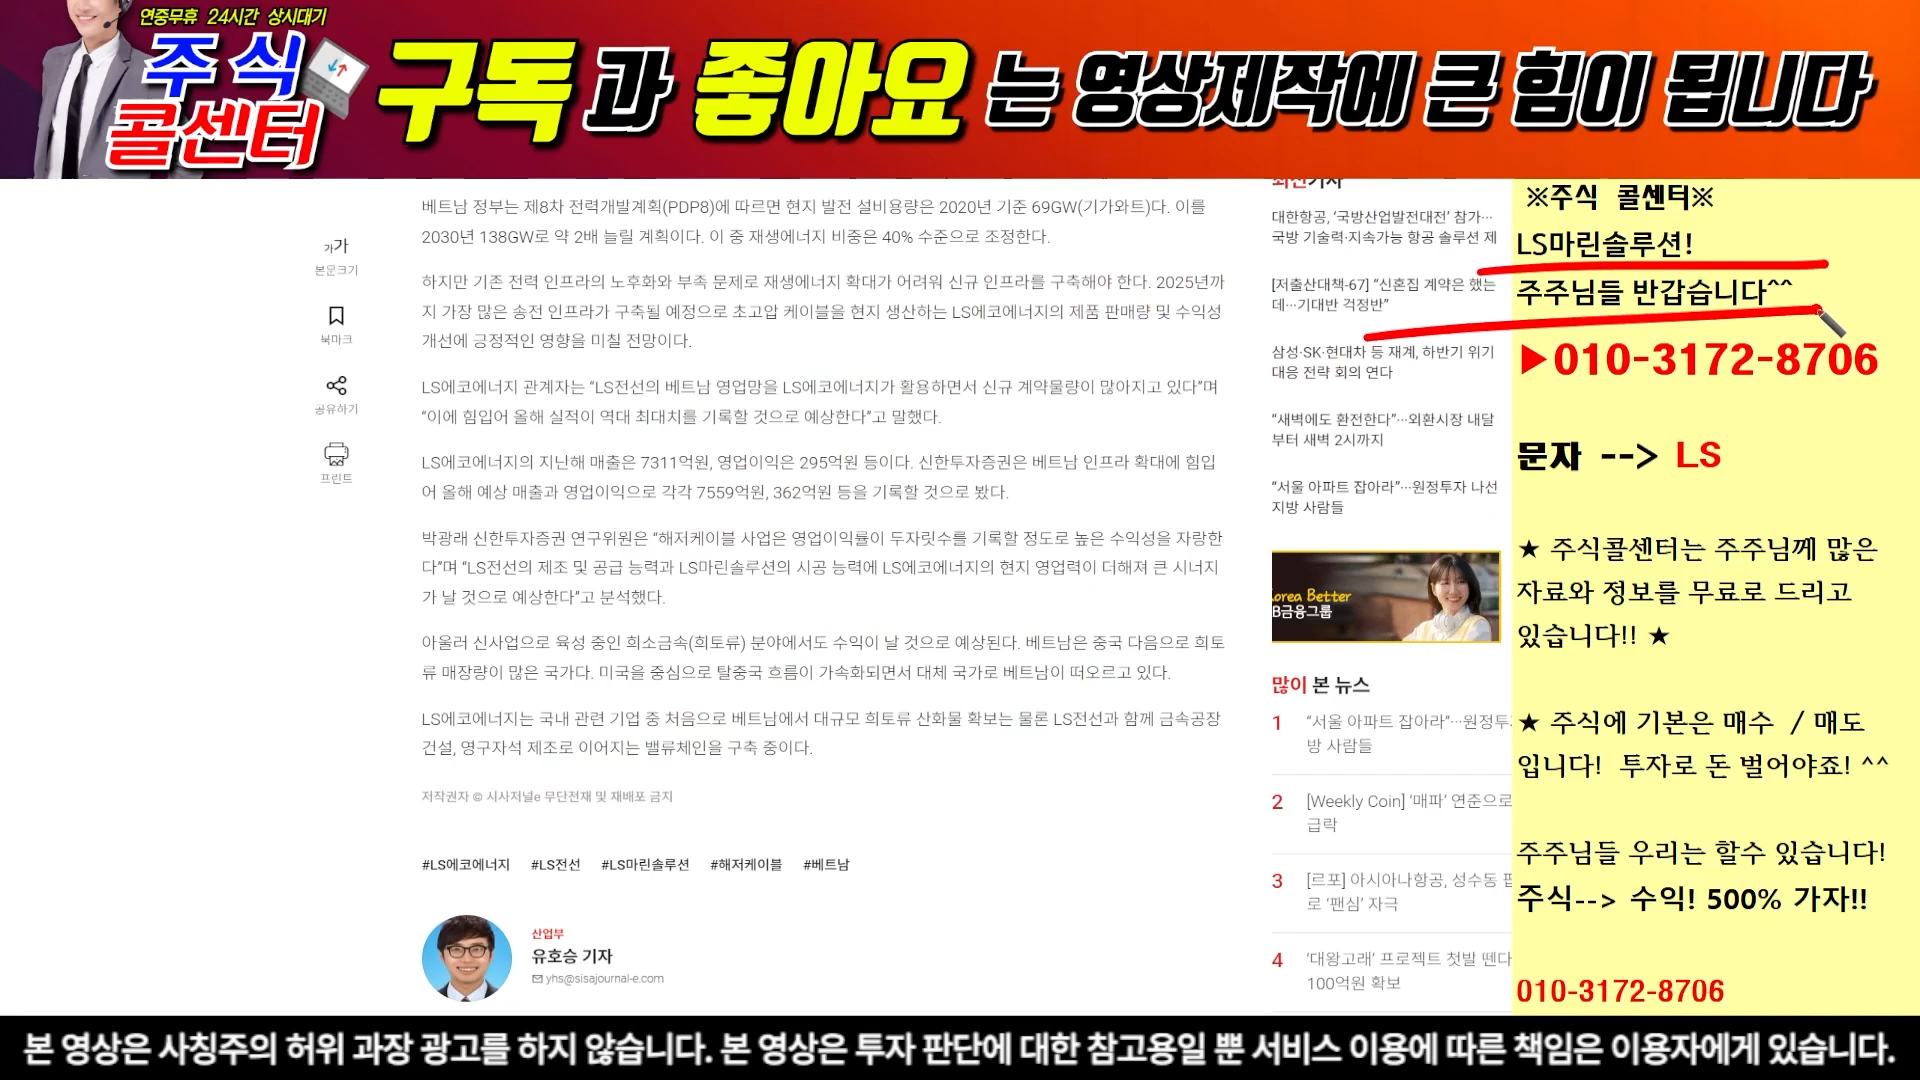 연중무휴 24시간 상시대기
주식
콜센터
구독과 좋아요는 영상제작에 큰 힘이 됩니다
가가
본문크기
북마크
공유하기
프린트
베트남 정부는 제8차 전력개발계획(PDP8)에 따르면 현지 발전 설비용량은 2020년 기준 69GW(기가와트)다. 이를
2030년 138GW로 약 2배 늘릴 계획이다. 이 중 재생에너지 비중은 40% 수준으로 조정한다.
하지만 기존 전력 인프라의 노후화와 부족 문제로 재생에너지 확대가 어려워 신규 인프라를 구축해야 한다. 2025년까
지 가장 많은 송전 인프라가 구축될 예정으로 초고압 케이블을 현지 생산하는 LS에코에너지의 제품 판매량 및 수익성
개선에 긍정적인 영향을 미칠 전망이다.
LS에코에너지 관계자는 “LS전선의 베트남 영업망을 LS에코에너지가 활용하면서 신규 계약물량이 많아지고 있다”며
“이에 힘입어 올해 실적이 역대 최대치를 기록할 것으로 예상한다”고 말했다.
LS에코에너지의 지난해 매출은 7311억원, 영업이익은 295억원 등이다. 신한투자증권은 베트남 인프라 확대에 힘입
어 올해 예상 매출과 영업이익으로 각각 7559억원, 362억원 등을 기록할 것으로 봤다.
박광래 신한투자증권 연구위원은 “해저케이블 사업은 영업이익률이 두자릿수를 기록할 정도로 높은 수익성을 자랑한
다”며 “LS전선의 제조 및 공급 능력과 LS마린솔루션의 시공 능력에 LS에코에너지의 현지 영업력이 더해져 큰 시너지
가 날 것으로 예상한다”고 분석했다.
아울러 신사업으로 육성 중인 희소금속(희토류) 분야에서도 수익이 날 것으로 예상된다. 베트남은 중국 다음으로 희토
류 매장량이 많은 국가다. 미국을 중심으로 탈중국 흐름이 가속화되면서 대체 국가로 베트남이 떠오르고 있다.
LS에코에너지는 국내 관련 기업 중 처음으로 베트남에서 대규모 희토류 산화물 확보는 물론 LS전선과 함께 금속공장
건설, 영구자석 제조로 이어지는 밸류체인을 구축 중이다.
저작권자 © 시사저널e 무단전재 및 재배포 금지
#LS에코에너지 #LS전선 #LS마린솔루션 #해저케이블 #베트남
산업부
유호승 기자
yhs@sisajournal-e.com
최신기사
대한항공, ‘국방산업발전대전’ 참가…
국방 기술력·지속가능 항공 솔루션 제
[저출산대책-67] “신혼집 계약은 했는
데…기대반 걱정반”
삼성·SK·현대차 등 재계, 하반기 위기
대응 전략 회의 연다
“새벽에도 환전한다”…외환시장 내달
부터 새벽 2시까지
“서울 아파트 잡아라”…원정투자 나선
지방 사람들
orea Better
B금융그룹
많이 본 뉴스
1 “서울 아파트 잡아라”…원정투
방 사람들
2 [Weekly Coin] ‘매파’ 연준으로
급락
3 [르포] 아시아나항공, 성수동 팝
로 ‘팬심’ 자극
4 ‘대왕고래’ 프로젝트 첫발 뗀다
100억원 확보
※주식 콜센터※
LS마린솔루션!
주주님들 반갑습니다^^
▶010-3172-8706
문자 --> LS
★ 주식콜센터는 주주님께 많은
자료와 정보를 무료로 드리고
있습니다!! ★
★ 주식에 기본은 매수 / 매도
입니다! 투자로 돈 벌어야죠! ^^
주주님들 우리는 할수 있습니다!
주식--> 수익! 500% 가자!!
010-3172-8706
본 영상은 사칭주의 허위 과장 광고를 하지 않습니다. 본 영상은 투자 판단에 대한 참고용일 뿐 서비스 이용에 따른 책임은 이용자에게 있습니다.